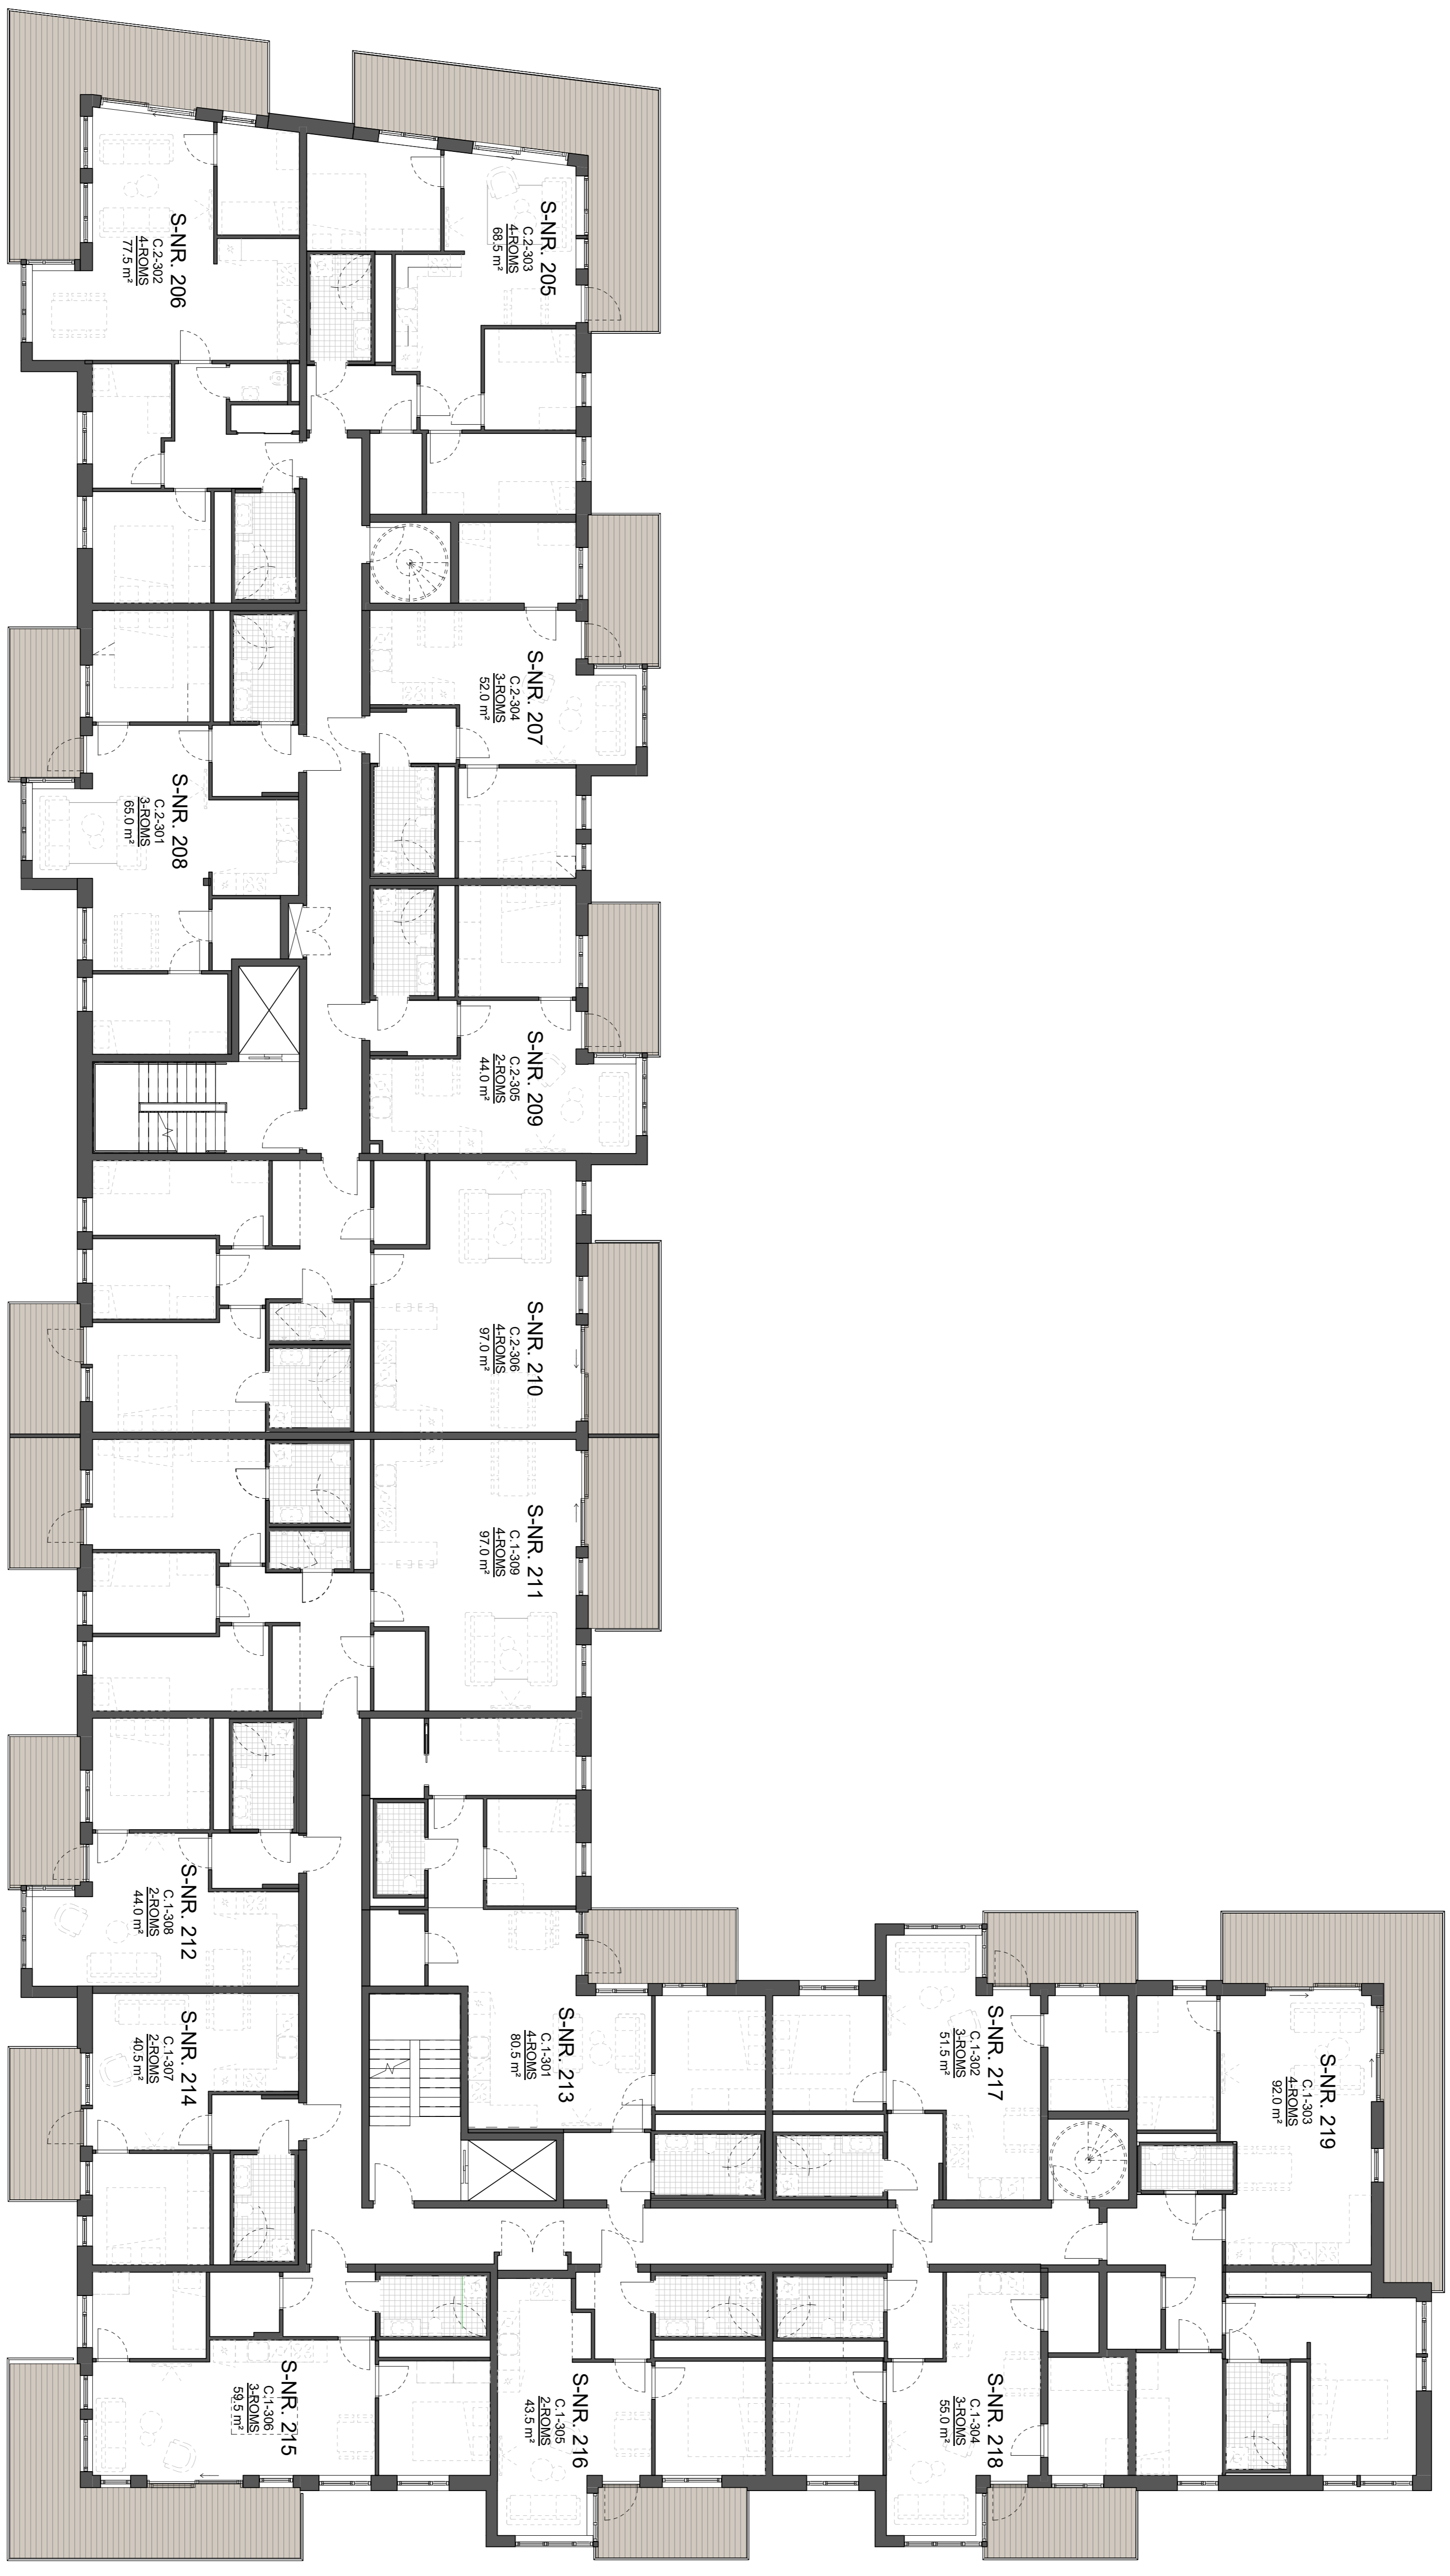 S-NR. 205
C.2-303
4-ROMS
68.5 m²
S-NR. 206
C.2-302
4-ROMS
77.5 m²
S-NR. 207
C.2-304
3-ROMS
52.0 m²
S-NR. 208
C.2-301
3-ROMS
65.0 m²
S-NR. 209
C.2-305
2-ROMS
44.0 m²
S-NR. 210
C.2-306
4-ROMS
97.0 m²
S-NR. 211
C.1-309
4-ROMS
97.0 m²
S-NR. 212
C.1-308
2-ROMS
44.0 m²
S-NR. 213
C.1-301
4-ROMS
80.5 m²
S-NR. 214
C.1-307
2-ROMS
40.5 m²
S-NR. 215
C.1-306
3-ROMS
59.5 m²
S-NR. 216
C.1-305
2-ROMS
43.5 m²
S-NR. 217
C.1-302
3-ROMS
51.5 m²
S-NR. 218
C.1-304
3-ROMS
55.0 m²
S-NR. 219
C.1-303
4-ROMS
92.0 m²